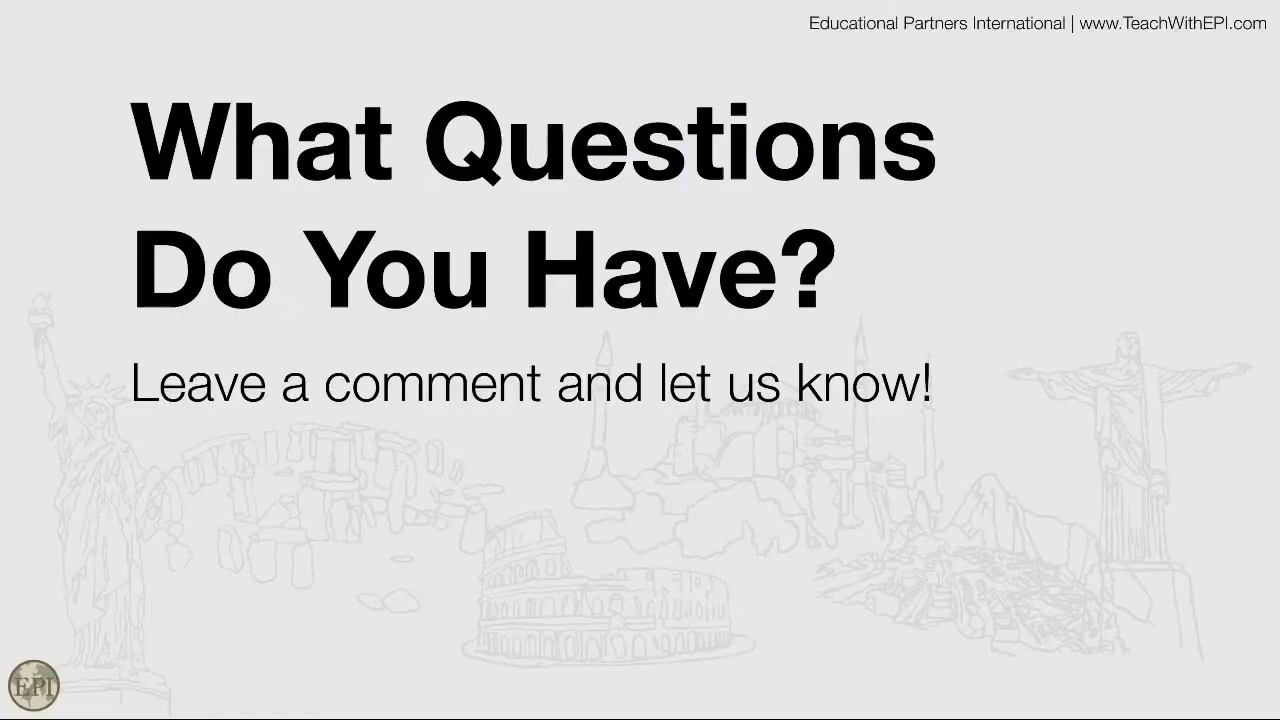 Educational Partners International | www.TeachWithEPI.com
What Questions
Do You Have?
Leave a comment and let us know!
EPI